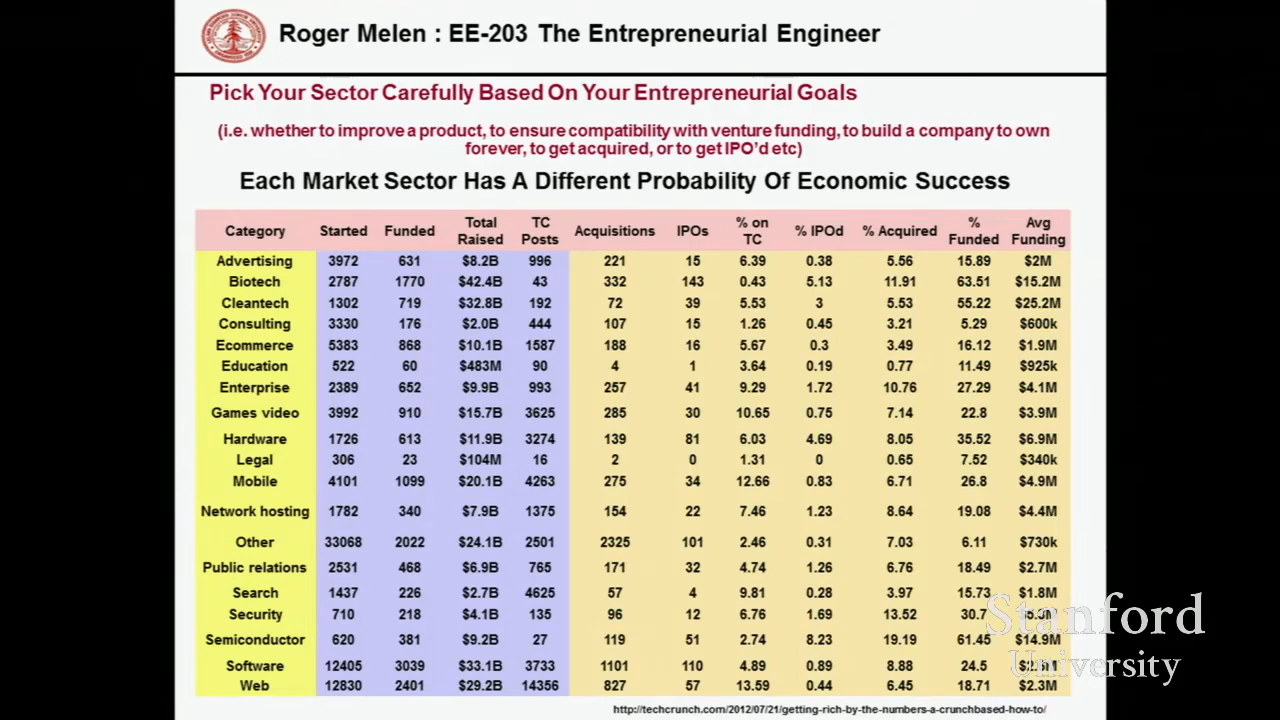 Roger Melen : EE-203 The Entrepreneurial Engineer
Pick Your Sector Carefully Based On Your Entrepreneurial Goals
(i.e. whether to improve a product, to ensure compatibility with venture funding, to build a company to own
forever, to get acquired, or to get IPO'd etc)
Each Market Sector Has A Different Probability Of Economic Success
Category Started Funded Total Raised TC Posts Acquisitions IPOs % on TC % IPOd % Acquired % Funded Avg Funding
Advertising 3972 631 $8.2B 996 221 15 6.39 0.38 5.56 15.89 $2M
Biotech 2787 1770 $42.4B 43 332 143 0.43 5.13 11.91 63.51 $15.2M
Cleantech 1302 719 $32.8B 192 72 39 5.53 3 5.53 55.22 $25.2M
Consulting 3330 176 $2.0B 444 107 15 1.26 0.45 3.21 5.29 $600k
Ecommerce 5383 868 $10.1B 1587 188 16 5.67 0.3 3.49 16.12 $1.9M
Education 522 60 $483M 90 4 1 3.64 0.19 0.77 11.49 $925k
Enterprise 2389 652 $9.9B 993 257 41 9.29 1.72 10.76 27.29 $4.1M
Games video 3992 910 $15.7B 3625 285 30 10.65 0.75 7.14 22.8 $3.9M
Hardware 1726 613 $11.9B 3274 139 81 6.03 4.69 8.05 35.52 $6.9M
Legal 306 23 $104M 16 2 0 1.31 0 0.65 7.52 $340k
Mobile 4101 1099 $20.1B 4263 275 34 12.66 0.83 6.71 26.8 $4.9M
Network hosting 1782 340 $7.9B 1375 154 22 7.46 1.23 8.64 19.08 $4.4M
Other 33068 2022 $24.1B 2501 2325 101 2.46 0.31 7.03 6.11 $730k
Public relations 2531 468 $6.9B 765 171 32 4.74 1.26 6.76 18.49 $2.7M
Search 1437 226 $2.7B 4625 57 4 9.81 0.28 3.97 15.73 $1.8M
Security 710 218 $4.1B 135 96 12 6.76 1.69 13.52 30.7
Semiconductor 620 381 $9.2B 27 119 51 2.74 8.23 19.19 61.45 $14.9M
Software 12405 3039 $33.1B 3733 1101 110 4.89 0.89 8.88 24.5
Web 12830 2401 $29.2B 14356 827 57 13.59 0.44 6.45 18.71 $2.3M
http://techcrunch.com/2012/07/21/getting-rich-by-the-numbers-a-crunchbased-how-to/
Stanford
University